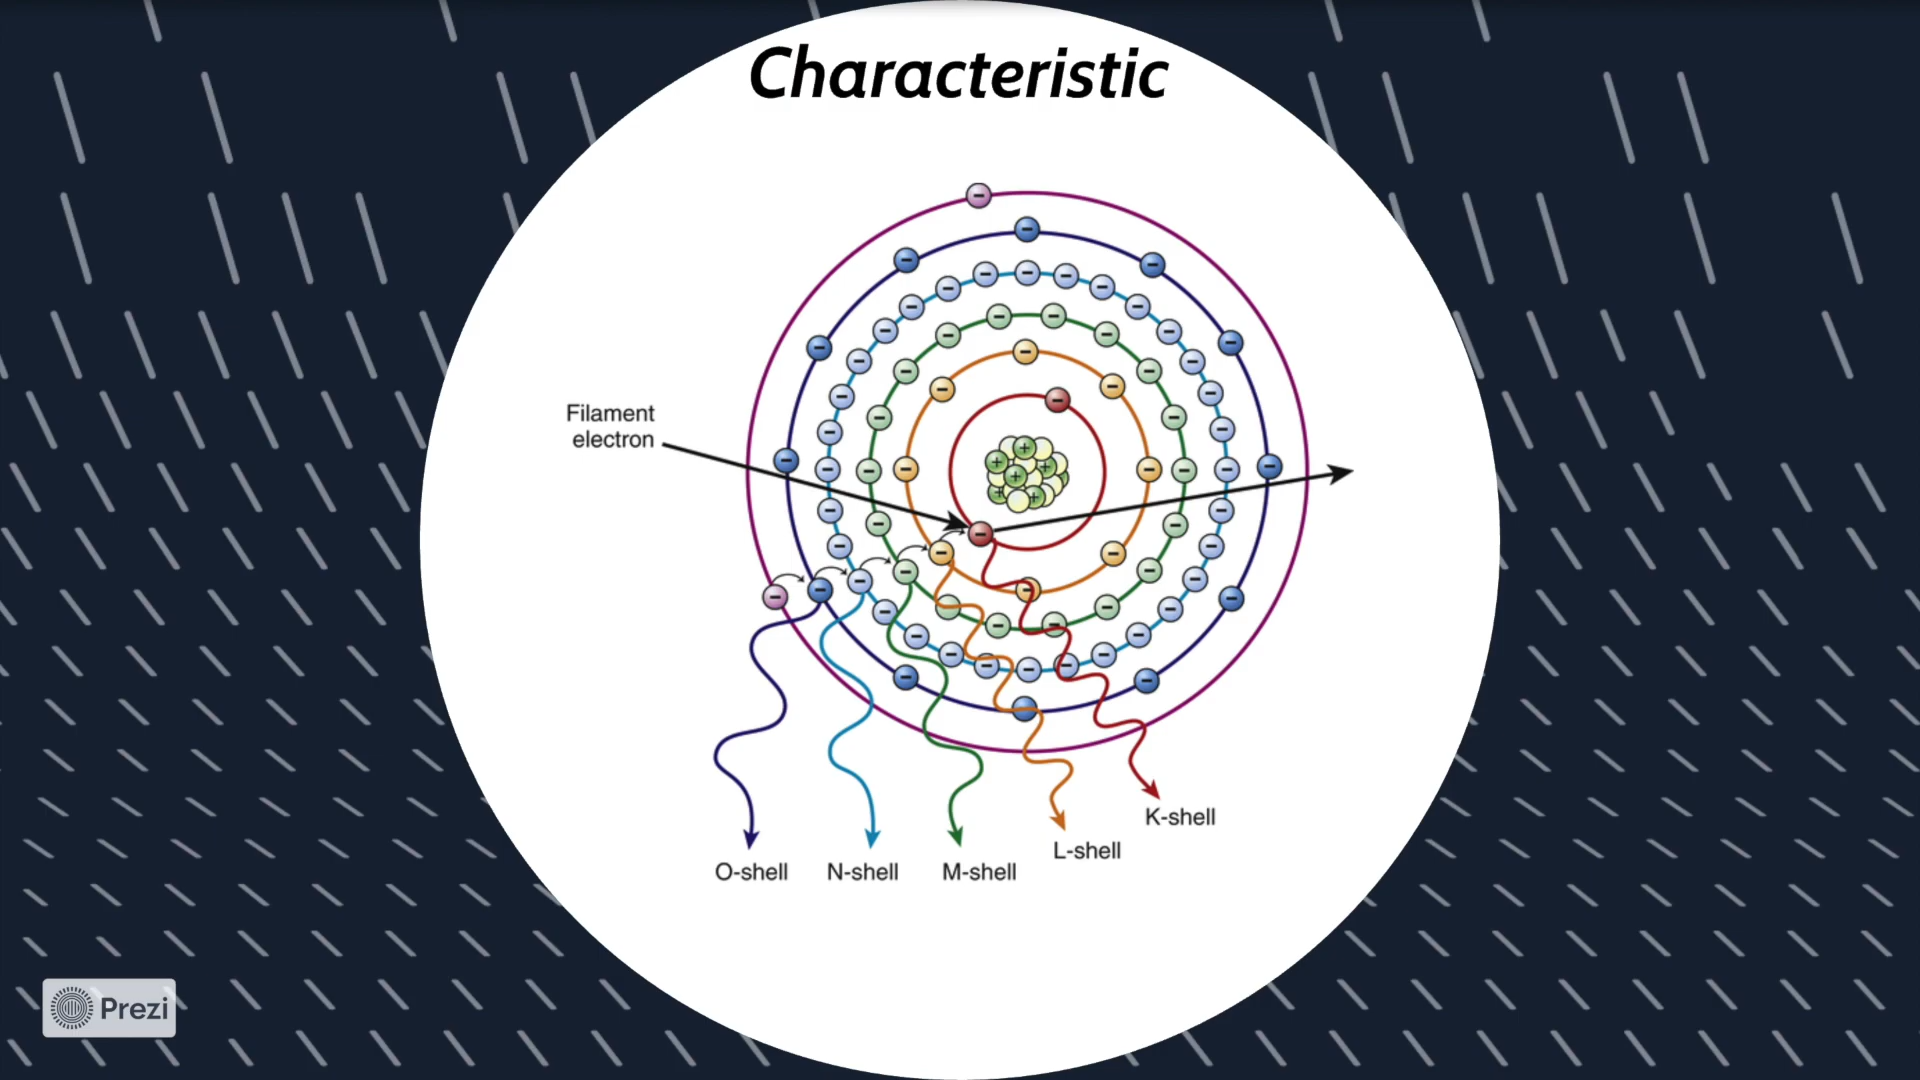 Characteristic
Filament
electron
K-shell
L-shell
O-shell N-shell M-shell
Prezi